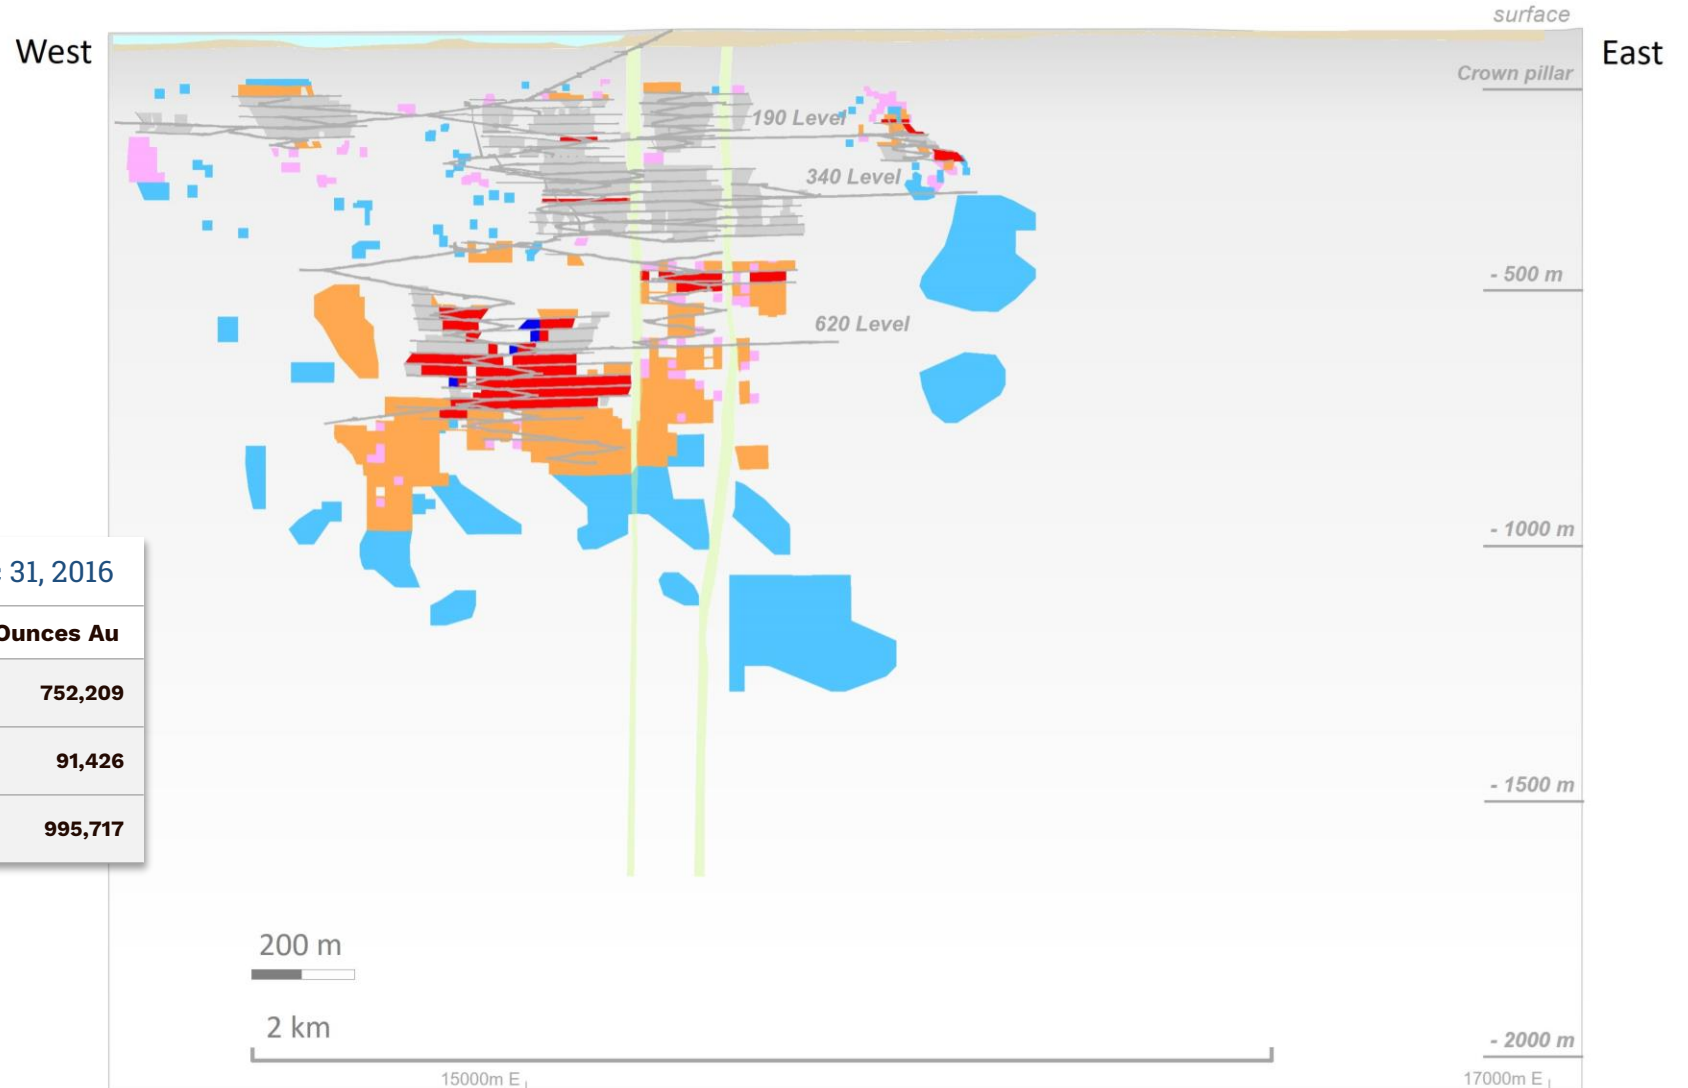 surface
West
East
Crown pillar
190 Level
340 Level
- 500 m
620 Level
- 1000 m
31, 2016
Ounces Au
752,209
91,426
- 1500 m
995,717
200 m
2 km
- 2000 m
15000m E
17000m E